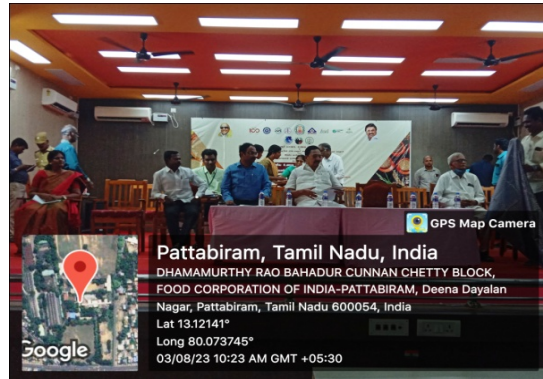 GPS Map Camera
Pattabiram, Tamil Nadu, India
DHAMAMURTHY RAO BAHADUR CUNNAN CHETTY BLOCK,
FOOD CORPORATION OF INDIA-PATTABIRAM, Deena Dayalan
Nagar, Pattabiram, Tamil Nadu 600054, India
Lat 13.12141°
Long 80.073745°
03/08/23 10:23 AM GMT +05:30
Google